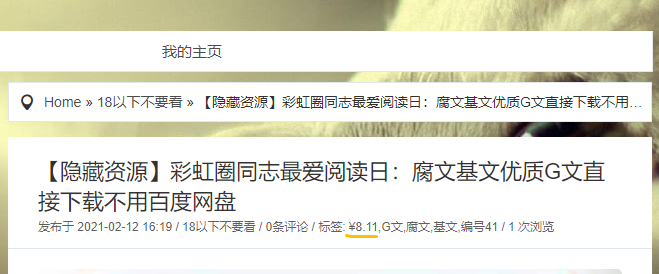 我的主页
Home » 18以下不要看 » 【隐藏资源】彩虹圈同志最爱阅读日：腐文基文优质G文直接下载不用…
【隐藏资源】彩虹圈同志最爱阅读日：腐文基文优质G文直
接下载不用百度网盘
发布于 2021-02-12 16:19 / 18以下不要看 / 0条评论 / 标签: ¥8.11,G文,腐文,基文,编号41 / 1 次浏览